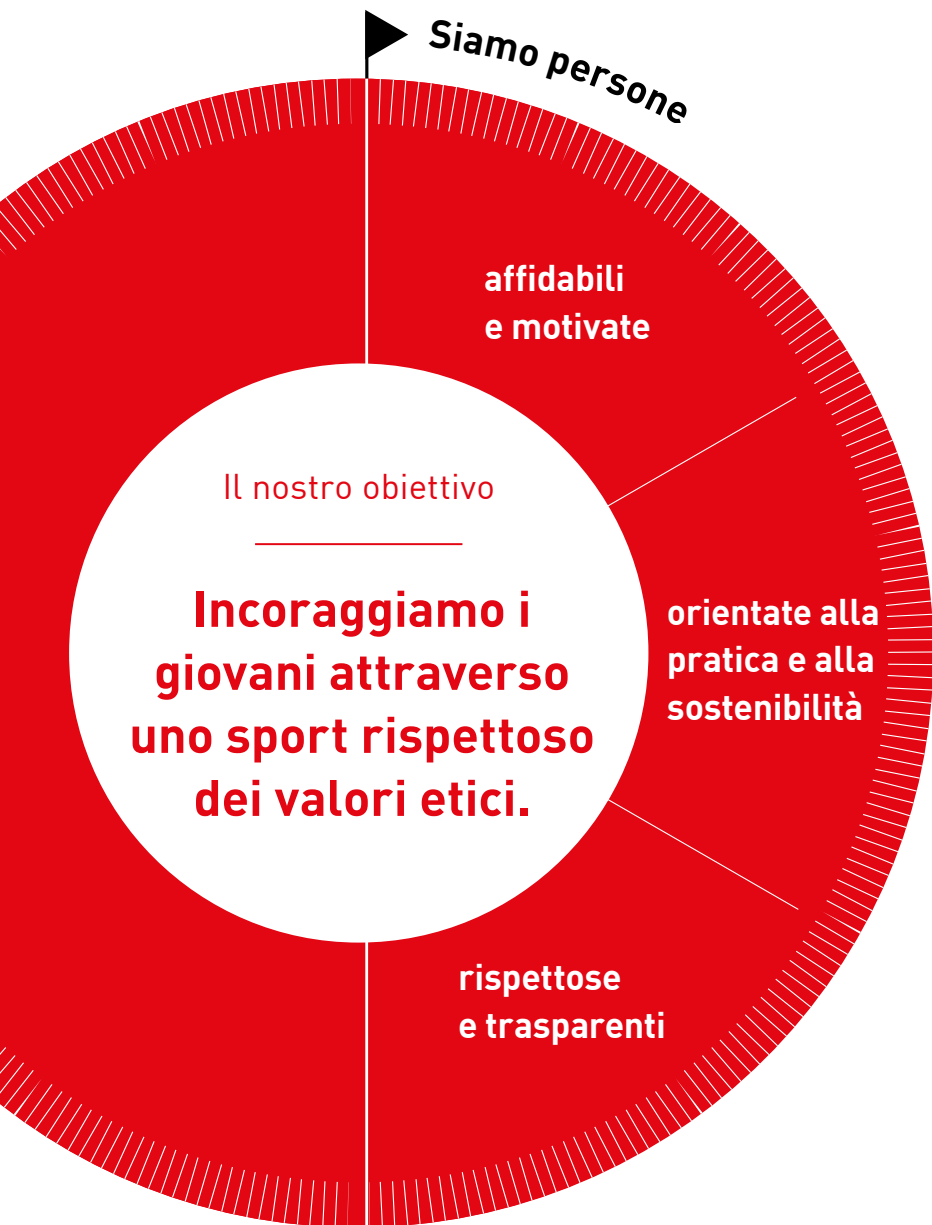 Siamo persone
affidabili
e motivate
Il nostro obiettivo
Incoraggiamo i
giovani attraverso
uno sport rispettoso
dei valori etici.
orientate alla
pratica e alla
sostenibilità
rispettose
e trasparenti